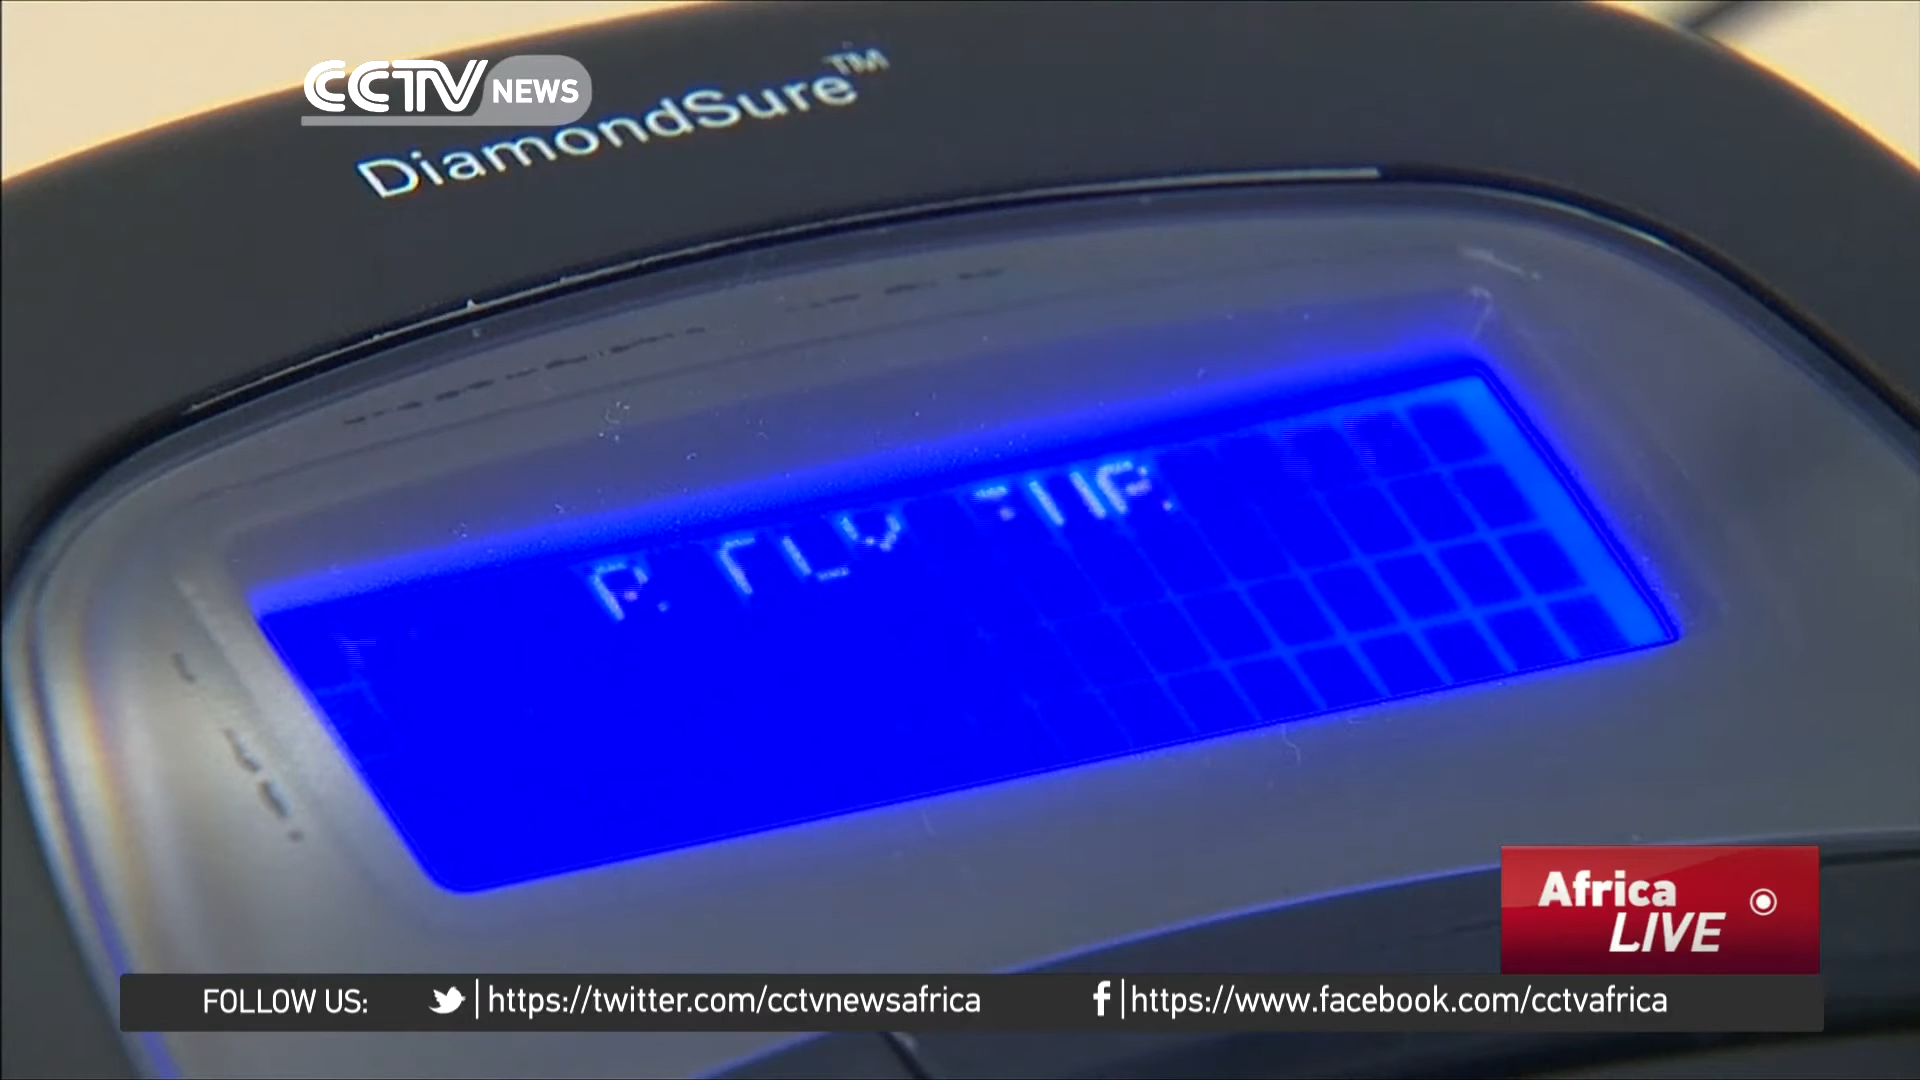 CCTV NEWS
DiamondSure™
Africa
LIVE
FOLLOW US: https://twitter.com/cctvnewsafrica https://www.facebook.com/cctvafrica